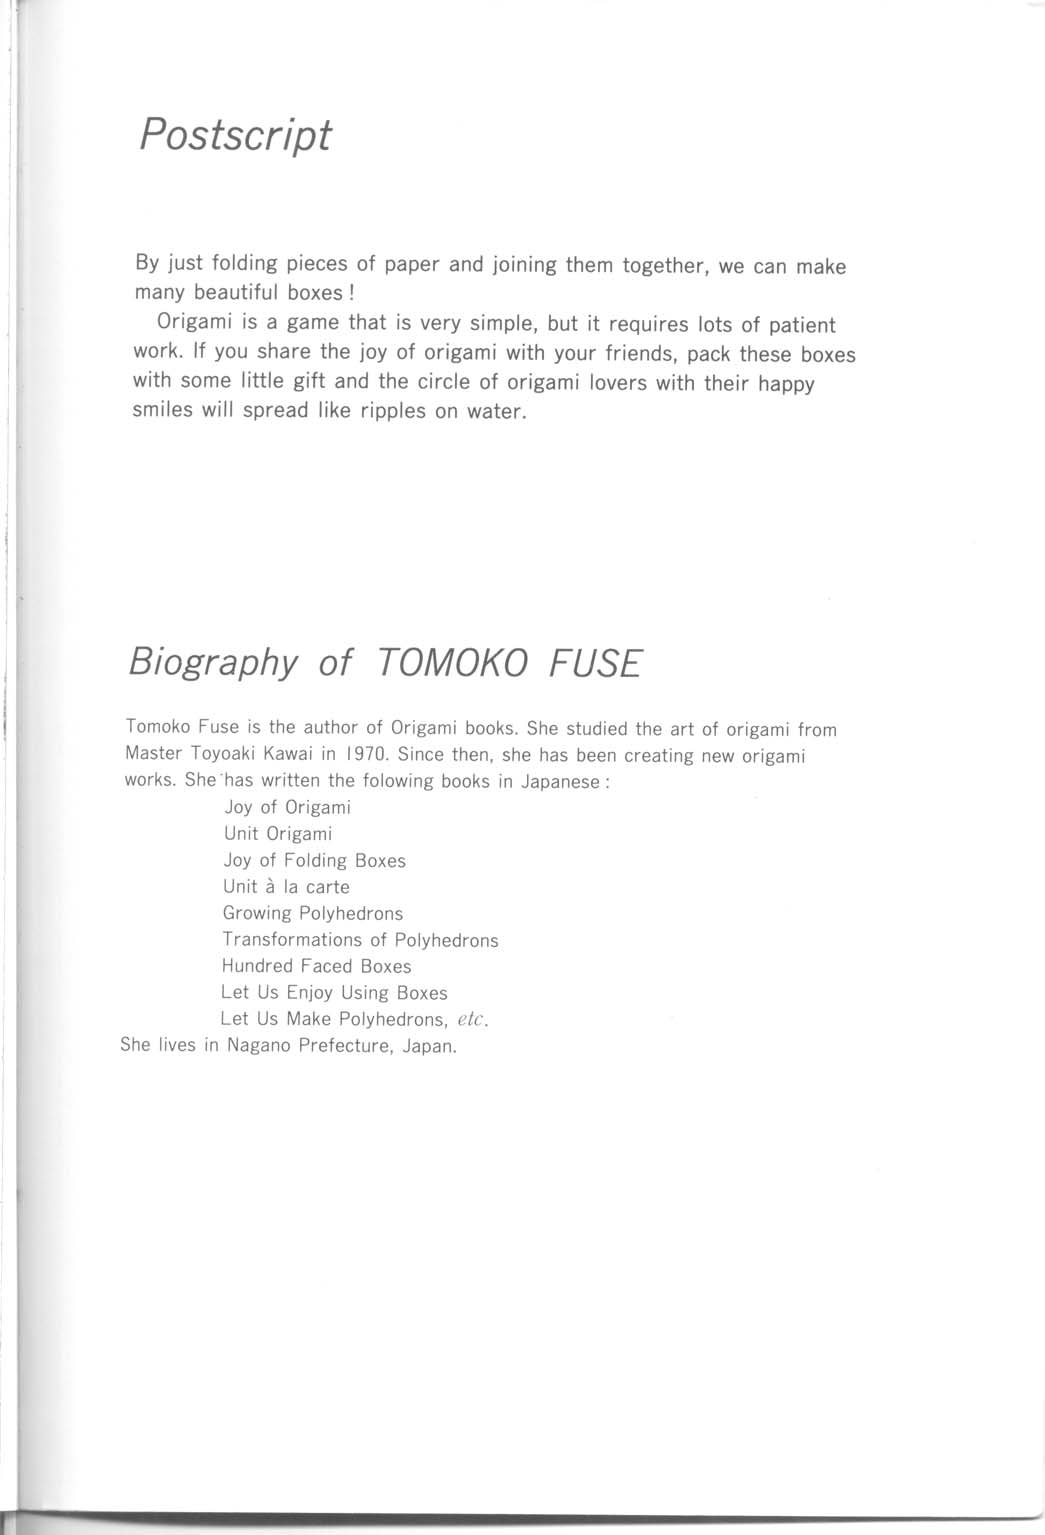 Postscript
By just folding pieces of paper and joining them together, we can make
many beautiful boxes !
Origami is a game that is very simple, but it requires lots of patient
work. If you share the joy of origami with your friends, pack these boxes
with some little gift and the circle of origami lovers with their happy
smiles will spread like ripples on water.
Biography of TOMOKO FUSE
Tomoko Fuse is the author of Origami books. She studied the art of origami from
Master Toyoaki Kawai in 1970. Since then, she has been creating new origami
works. She has written the folowing books in Japanese :
Joy of Origami
Unit Origami
Joy of Folding Boxes
Unit à la carte
Growing Polyhedrons
Transformations of Polyhedrons
Hundred Faced Boxes
Let Us Enjoy Using Boxes
Let Us Make Polyhedrons, etc.
She lives in Nagano Prefecture, Japan.